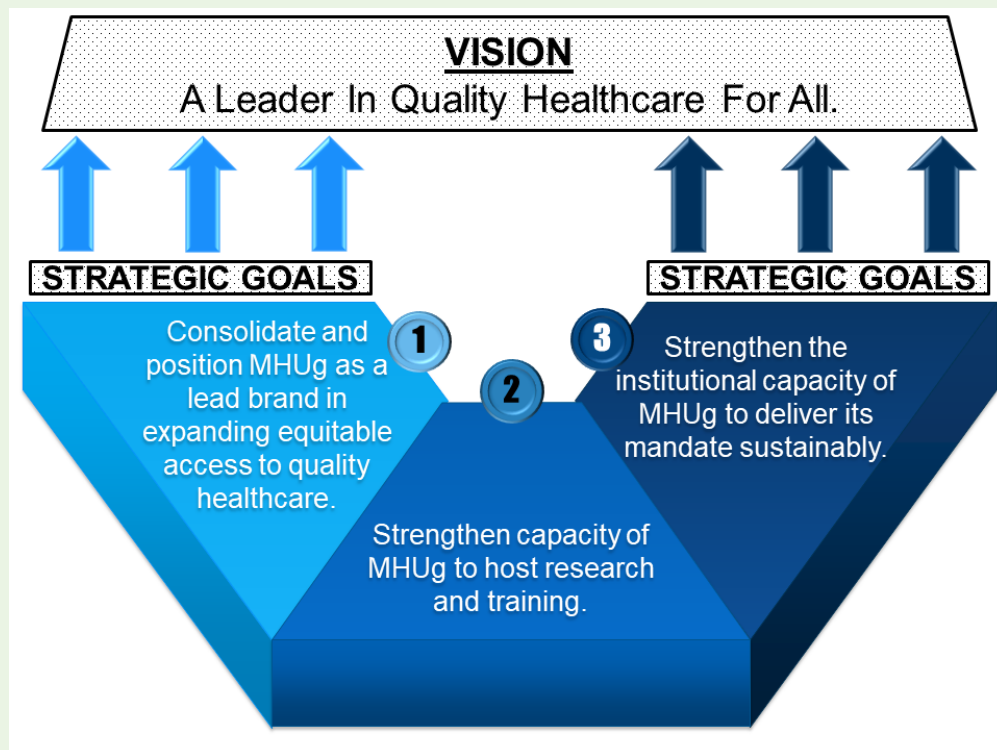 VISION
A Leader In Quality Healthcare For All.
STRATEGIC GOALS
STRATEGIC GOALS
1
Consolidate and
position MHUg as a
lead brand in
expanding equitable
access to quality
healthcare.
2
Strengthen capacity of
MHUg to host research
and training.
3
Strengthen the
institutional capacity of
MHUg to deliver its
mandate sustainably.